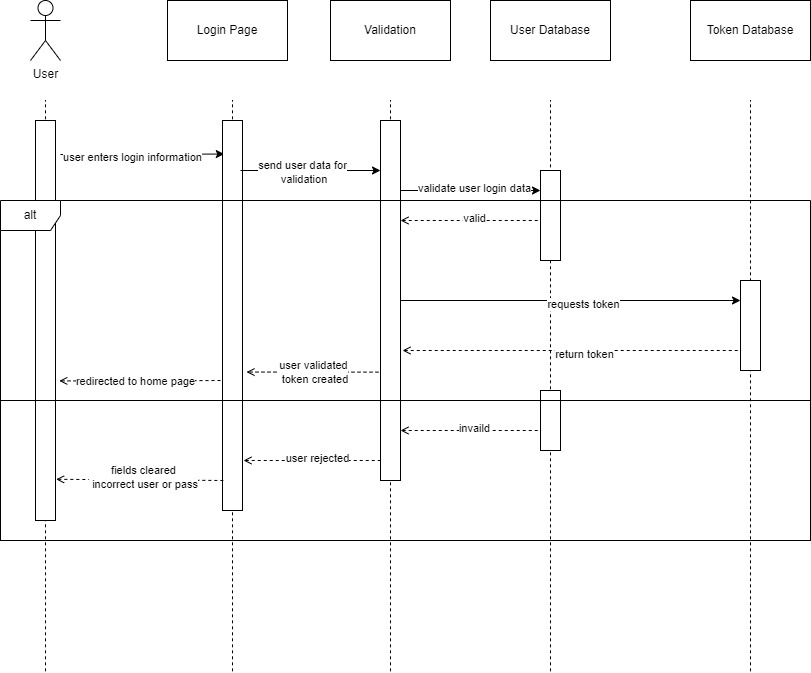 User
Login Page
Validation
User Database
Token Database
user enters login information
send user data for
validation
validate user login data
alt
valid
requests token
return token
user validated
token created
redirected to home page
invaild
user rejected
fields cleared
incorrect user or pass